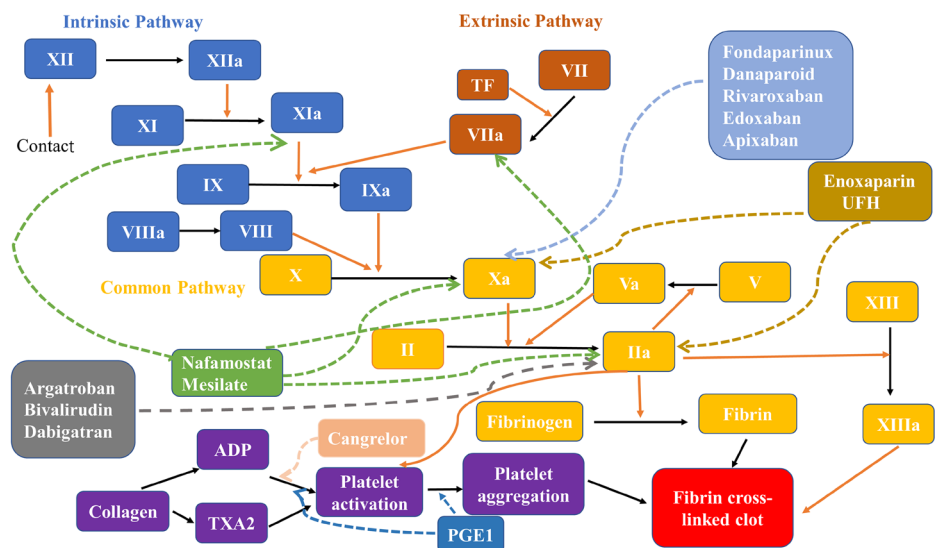 Intrinsic Pathway
Extrinsic Pathway
XII
XIIa
TF
VII
Fondaparinux
Danaparoid
Rivaroxaban
Edoxaban
Apixaban
XI
XIa
VIIa
Contact
IX
IXa
Enoxaparin
UFH
VIIIa
VIII
X
Xa
Va
V
XIII
Common Pathway
II
IIa
Nafamostat
Mesilate
Argatroban
Bivalirudin
Dabigatran
Fibrinogen
Fibrin
XIIIa
ADP
Cangrelor
Platelet
activation
Platelet
aggregation
Fibrin cross-
linked clot
Collagen
TXA2
PGE1